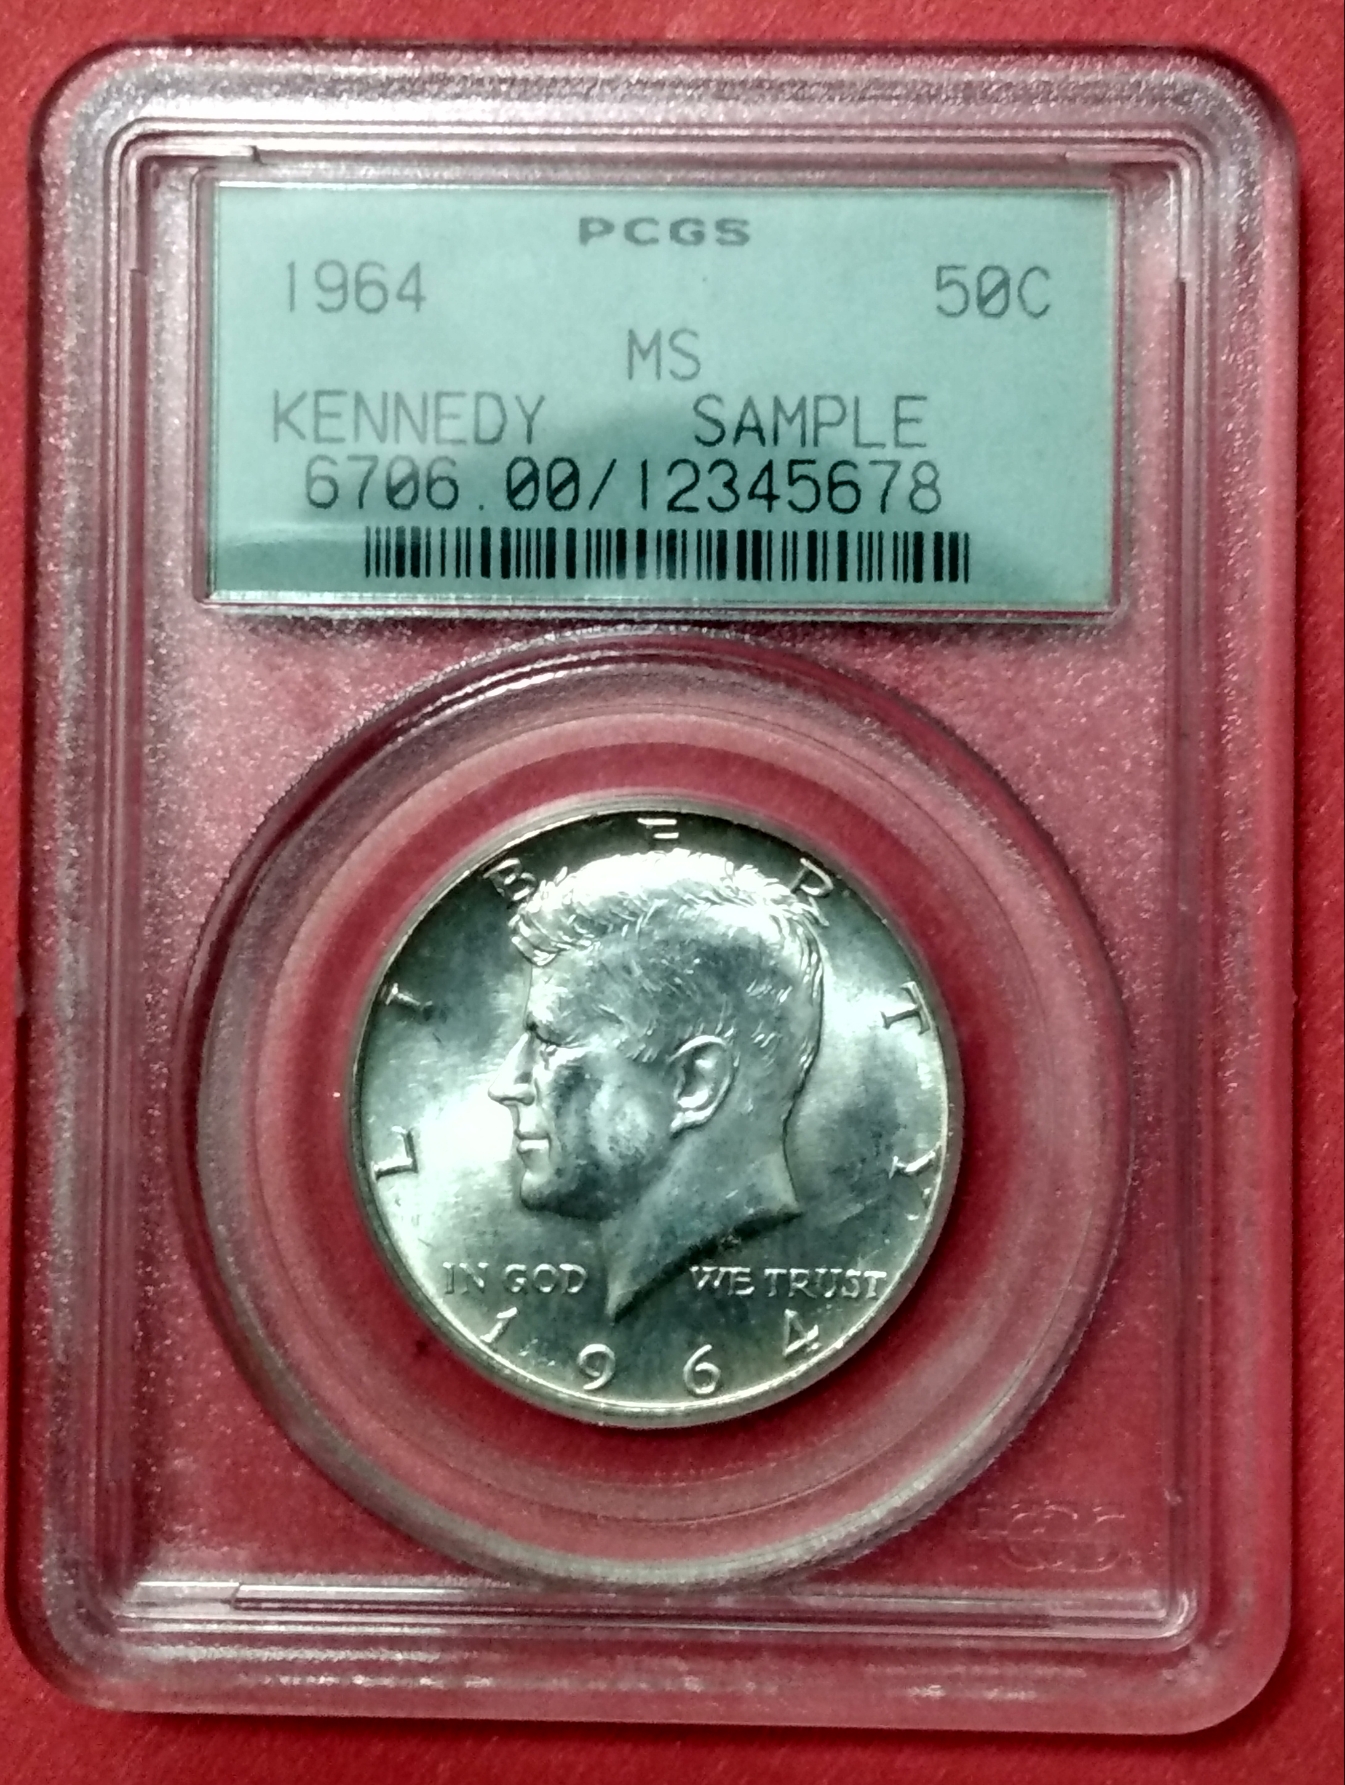 PCGS
1964 50C
MS
KENNEDY SAMPLE
6706.00/12345678
LIBERTY
IN GOD WE TRUST
1964